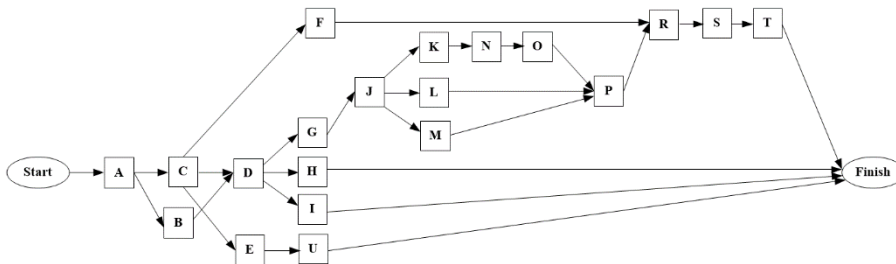 F R S T
K N O
J L P
G M
Start A C D H Finish
B I
E U